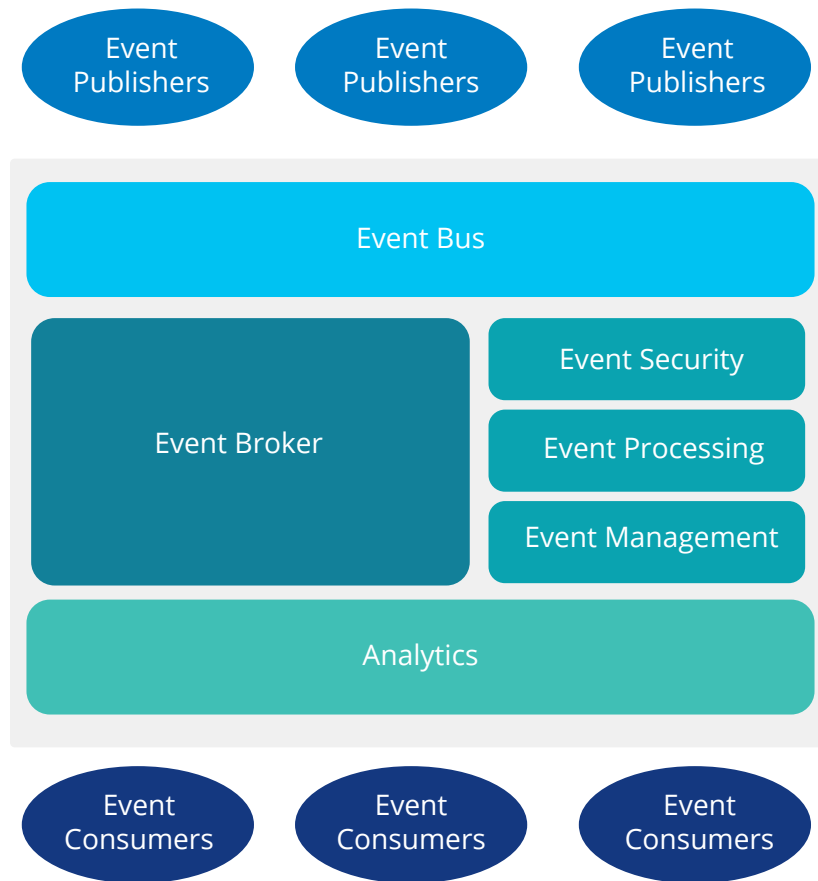 Event
Publishers
Event
Publishers
Event
Publishers
Event Bus
Event Broker
Event Security
Event Processing
Event Management
Analytics
Event
Consumers
Event
Consumers
Event
Consumers